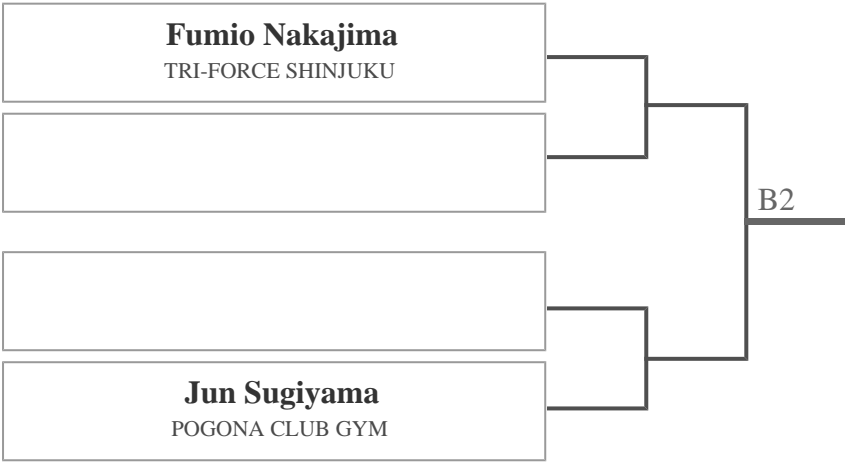 Fumio Nakajima
TRI-FORCE SHINJUKU
B2
Jun Sugiyama
POGONA CLUB GYM